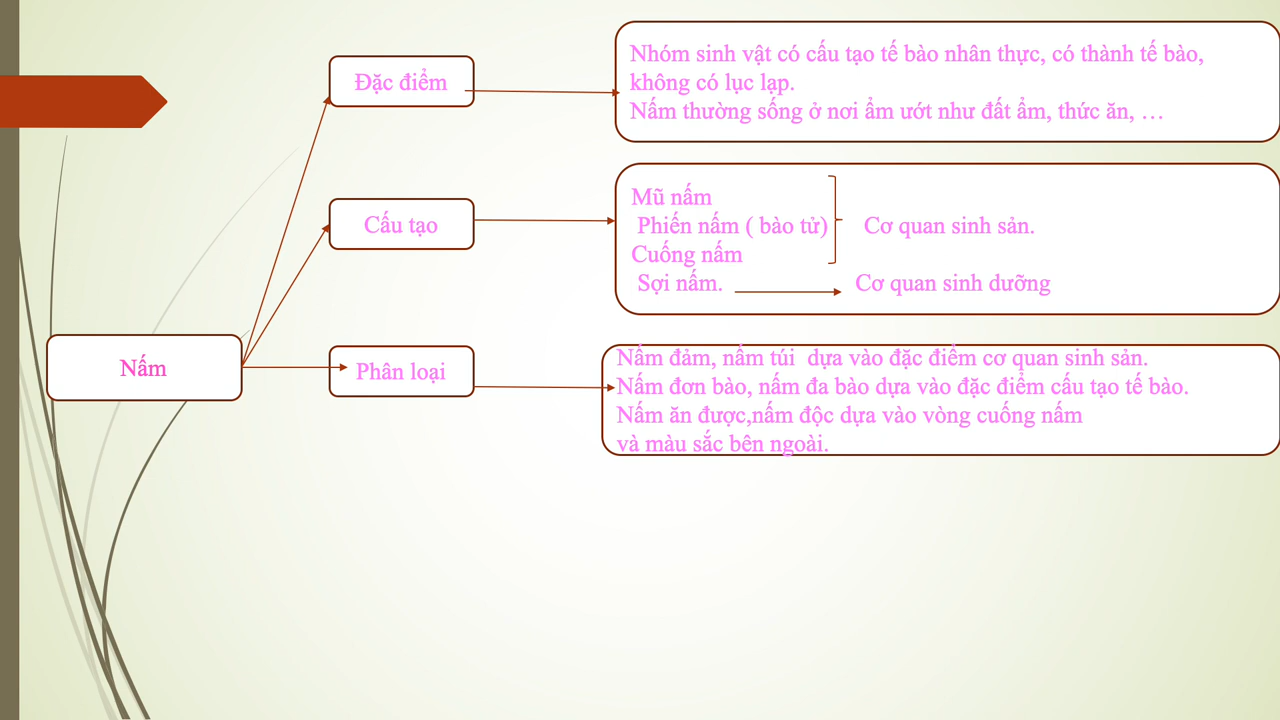 Đặc điểm
Nhóm sinh vật có cấu tạo tế bào nhân thực, có thành tế bào,
không có lục lạp.
Nấm thường sống ở nơi ẩm ướt như đất ẩm, thức ăn, …
Cấu tạo
Mũ nấm
Phiến nấm ( bào tử)
Cơ quan sinh sản.
Cuống nấm
Sợi nấm.
Cơ quan sinh dưỡng
Nấm
Phân loại
Nấm đảm, nấm túi  dựa vào đặc điểm cơ quan sinh sản.
Nấm đơn bào, nấm đa bào dựa vào đặc điểm cấu tạo tế bào.
Nấm ăn được,nấm độc dựa vào vòng cuống nấm
và màu sắc bên ngoài.